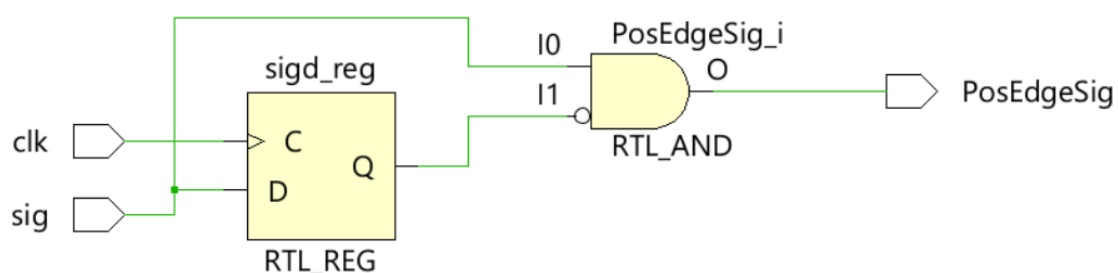 clk
sig
sigd_reg
C
D
Q
RTL_REG
I0
I1
PosEdgeSig_i
O
RTL_AND
PosEdgeSig